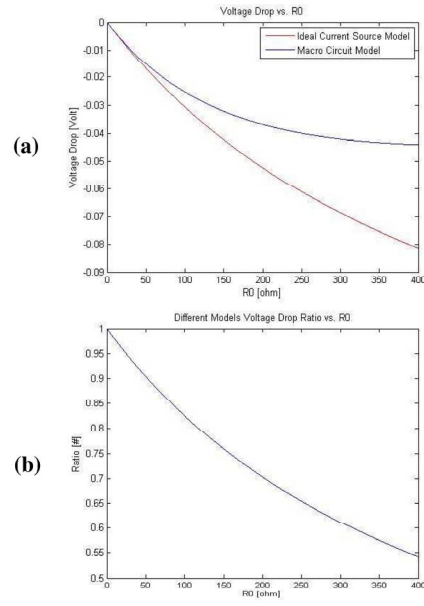 Voltage Drop vs. R0
Ideal Current Source Model
Macro Circuit Model
(a)
Voltage Drop [Volt]
0
-0.01
-0.02
-0.03
-0.04
-0.05
-0.06
-0.07
-0.08
-0.09
0 50 100 150 200 250 300 350 400
R0 [ohm]
Different Models Voltage Drop Ratio vs. R0
(b)
Ratio [#]
1
0.95
0.9
0.85
0.8
0.75
0.7
0.65
0.6
0.55
0.5
0 50 100 150 200 250 300 350 400
R0 [ohm]